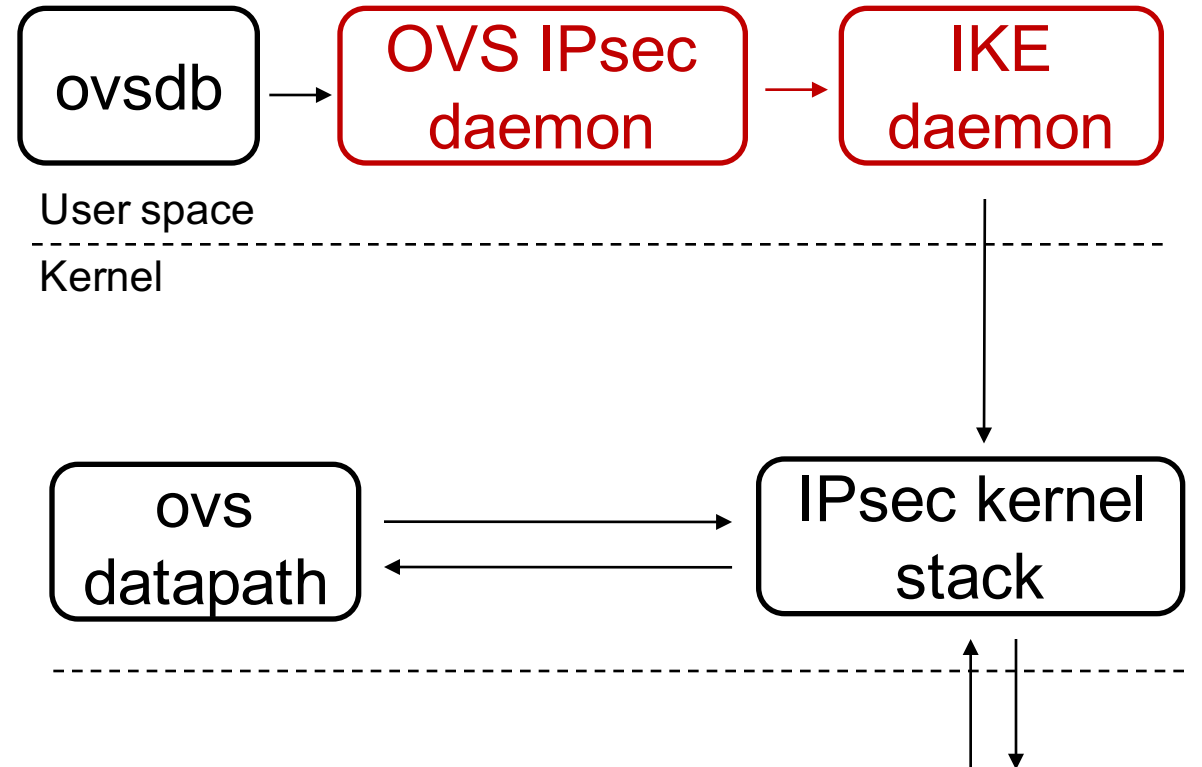 ovsdb
OVS IPsec
daemon
IKE
daemon
User space
Kernel
ovs
datapath
IPsec kernel
stack